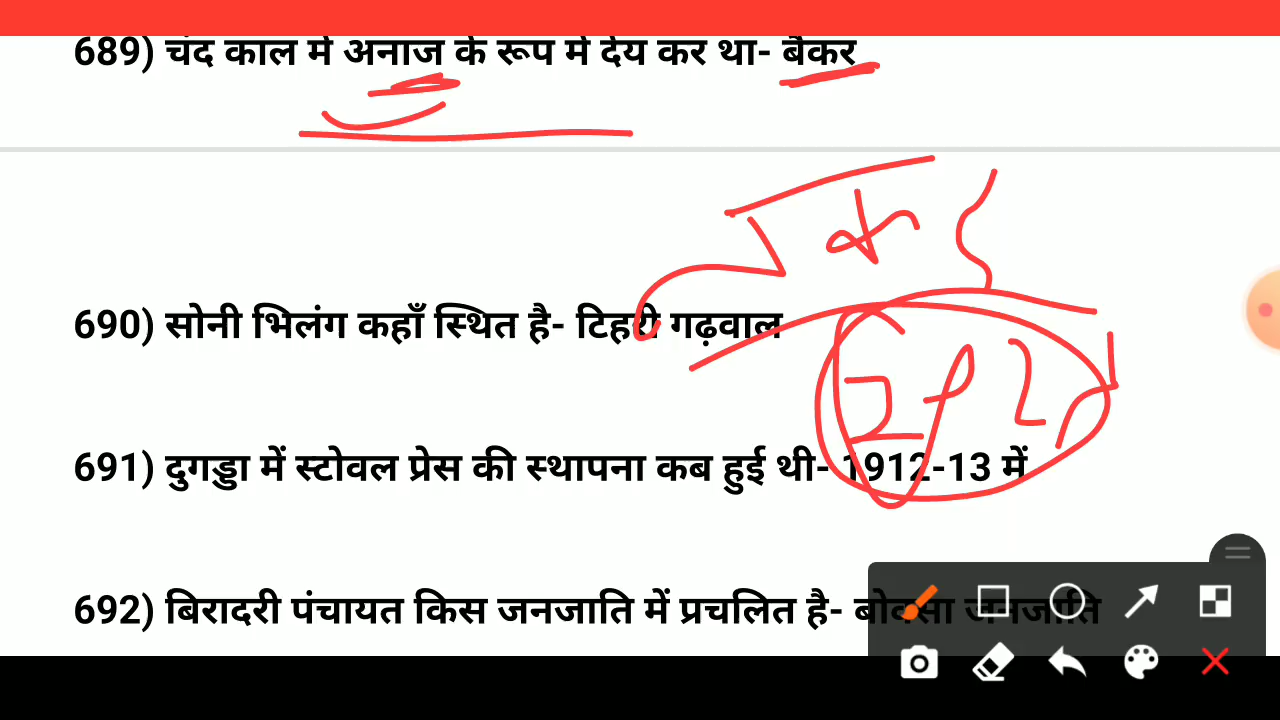 689) चंद काल में अनाज के रूप में देय कर था- बैकर
690) सोनी भिलंग कहाँ स्थित है- टिहरी गढ़वाल
691) दुगड्डा में स्टोवल प्रेस की स्थापना कब हुई थी- 1912-13 में
692) बिरादरी पंचायत किस जनजाति में प्रचलित है- बोक्सा जनजाति